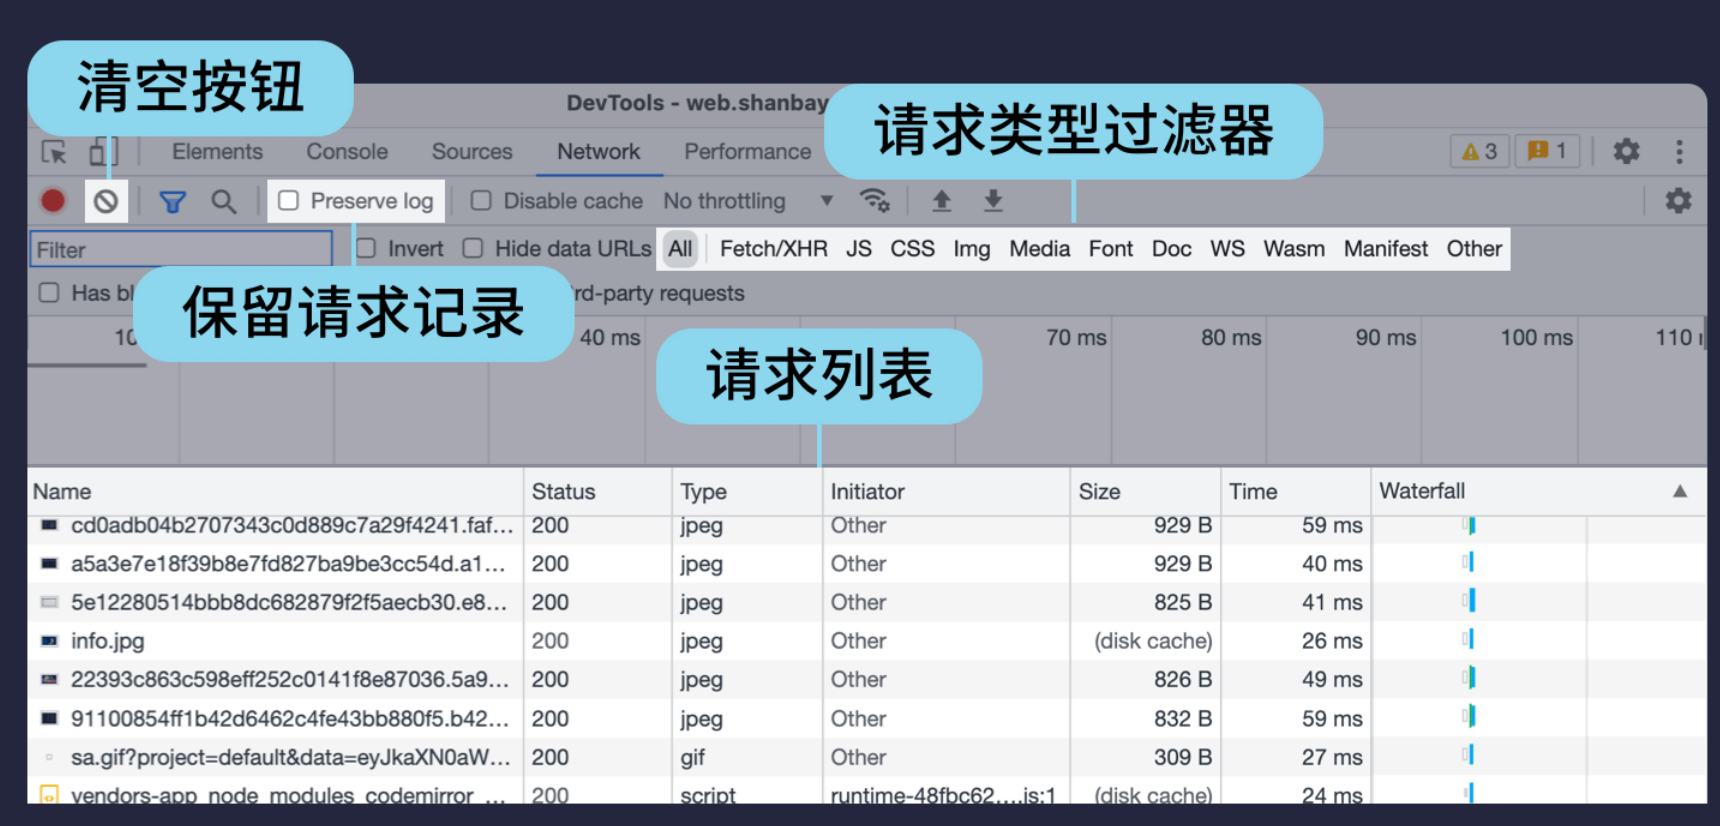 清空按钮
DevTools - web.shanbay
请求类型过滤器
Elements Console Sources Network Performance 3 1
Preserve log Disable cache No throttling
Filter Invert Hide data URLs All Fetch/XHR JS CSS Img Media Font Doc WS Wasm Manifest Other
Has bl rd-party requests
保留请求记录
10 40 ms 70 ms 80 ms 90 ms 100 ms 110
请求列表
Name Status Type Initiator Size Time Waterfall
cd0adb04b2707343c0d889c7a29f4241.faf... 200 jpeg Other 929 B 59 ms
a5a3e7e18f39b8e7fd827ba9be3cc54d.a1... 200 jpeg Other 929 B 40 ms
5e12280514bbb8dc682879f2f5aecb30.e8... 200 jpeg Other 825 B 41 ms
info.jpg 200 jpeg Other (disk cache) 26 ms
22393c863c598eff252c0141f8e87036.5a9... 200 jpeg Other 826 B 49 ms
91100854ff1b42d6462c4fe43bb880f5.b42... 200 jpeg Other 832 B 59 ms
sa.gif?project=default&data=eyJkaXN0aW... 200 gif Other 309 B 27 ms
vendors-app_node_modules_codemirror_... 200 script runtime-48fbc62....js:1 (disk cache) 24 ms